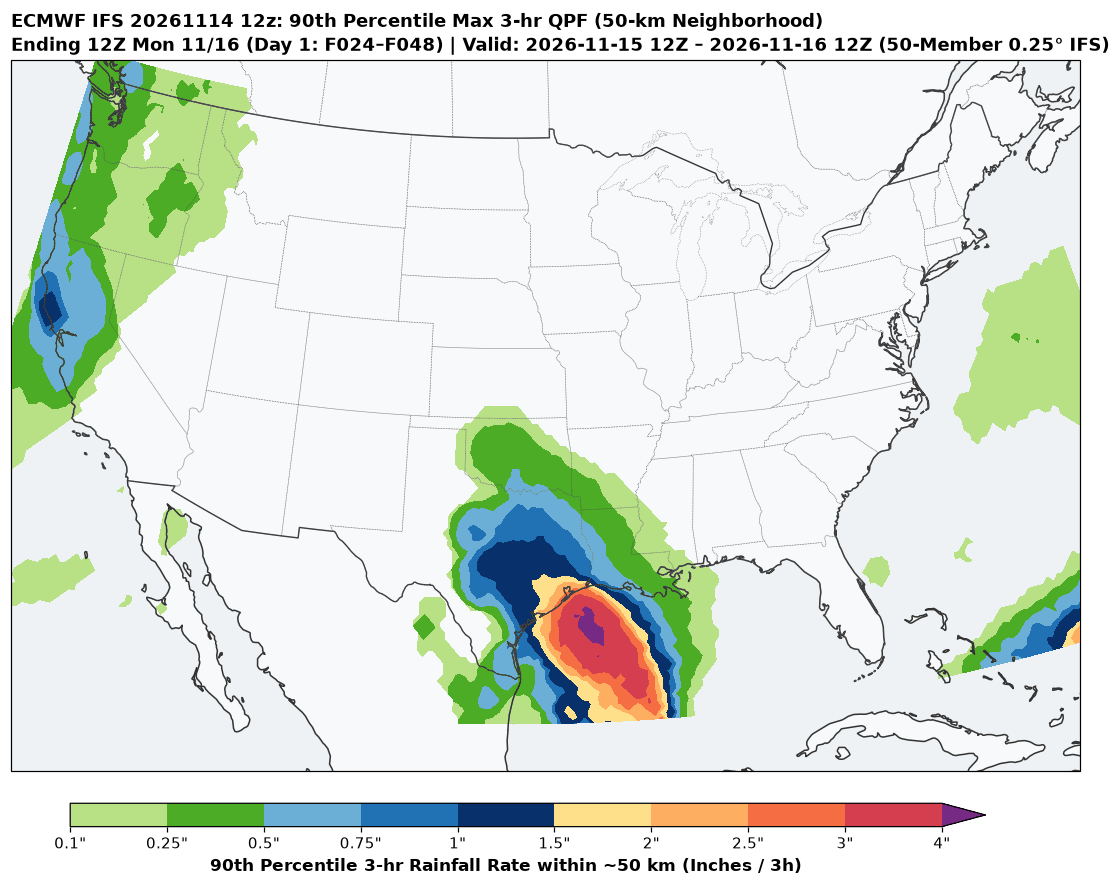 ECMWF IFS 20261114 12z: 90th Percentile Max 3-hr QPF (50-km Neighborhood)
Ending 12Z Mon 11/16 (Day 1: F024–F048) | Valid: 2026-11-15 12Z – 2026-11-16 12Z (50-Member 0.25° IFS)
0.1" 0.25" 0.5" 0.75" 1" 1.5" 2" 2.5" 3" 4"
90th Percentile 3-hr Rainfall Rate within ~50 km (Inches / 3h)